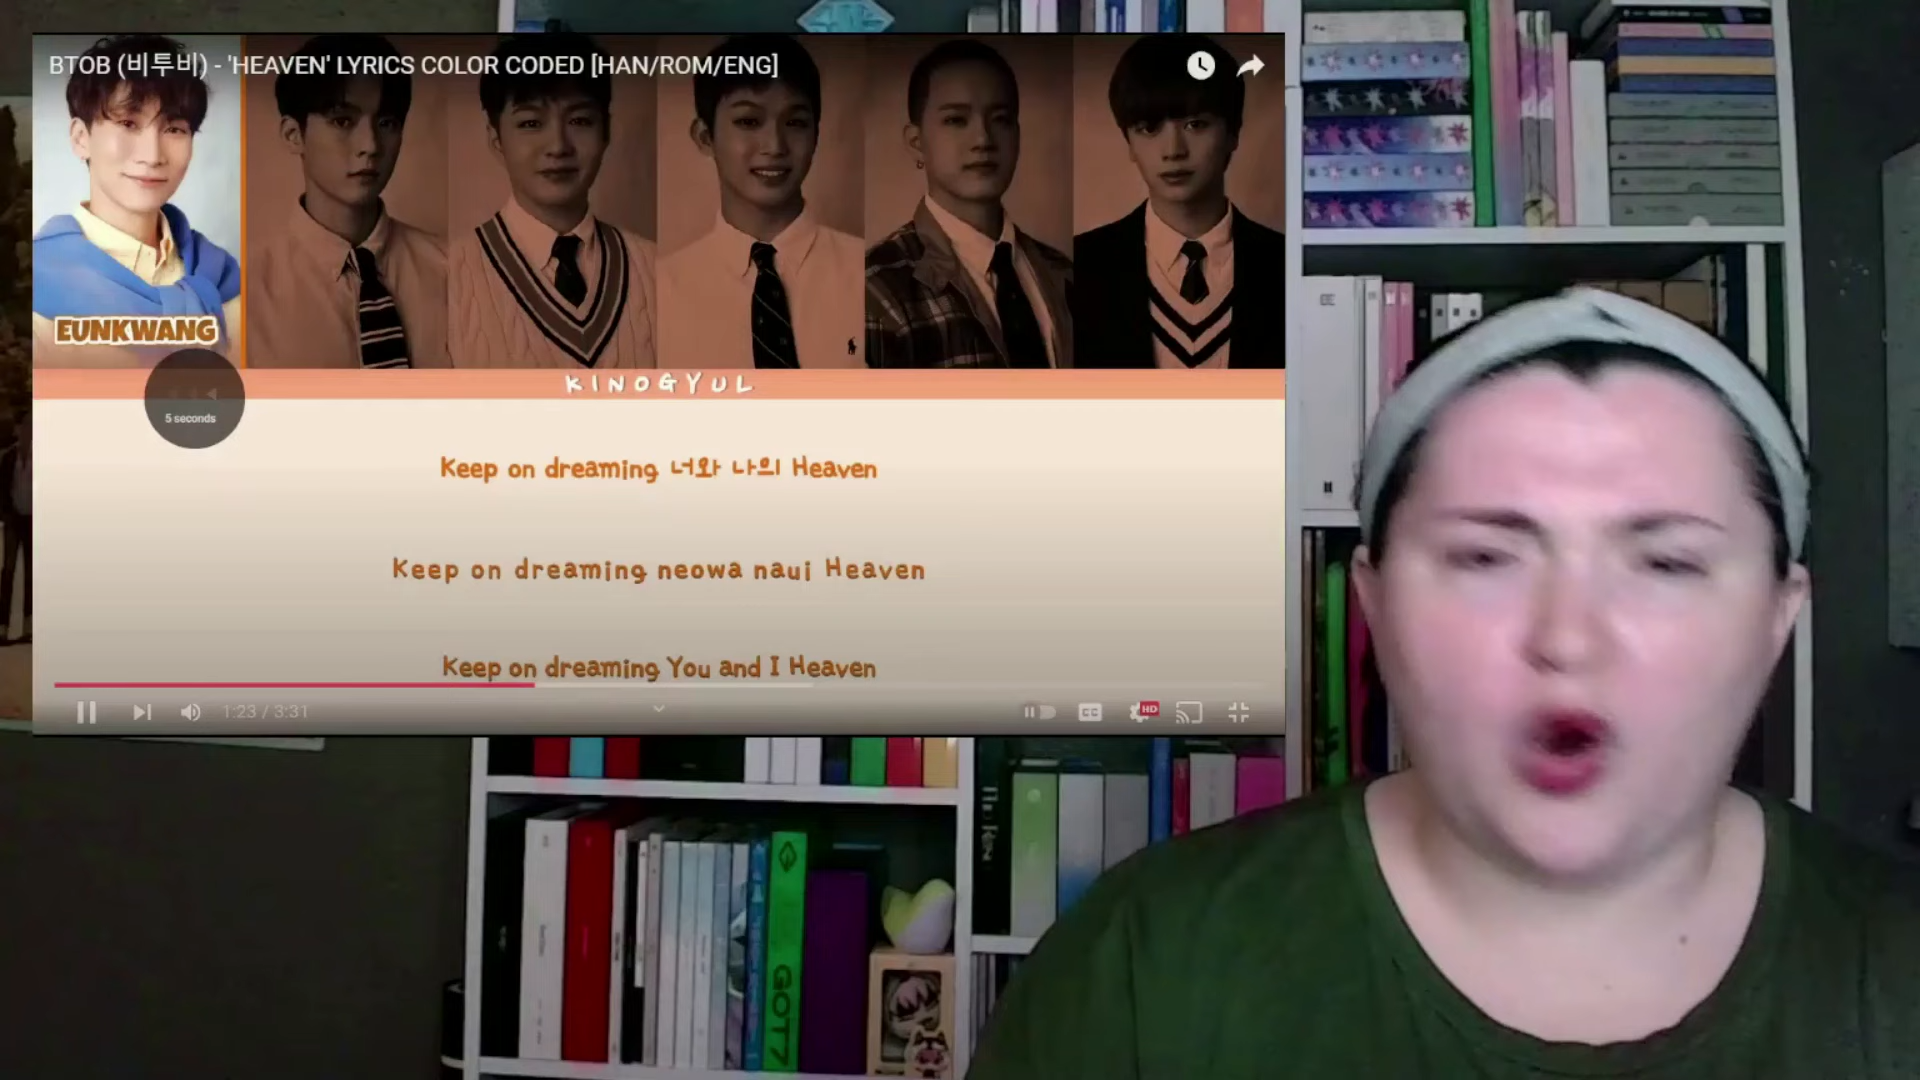 BTOB (비투비) - 'HEAVEN' LYRICS COLOR CODED [HAN/ROM/ENG]
EUNKWANG
5 seconds
KINOGYUL
Keep on dreaming 너와 나의 Heaven
Keep on dreaming neowa naui Heaven
Keep on dreaming You and I Heaven
1:23 / 3:31
CC
HD
BE
GOT7